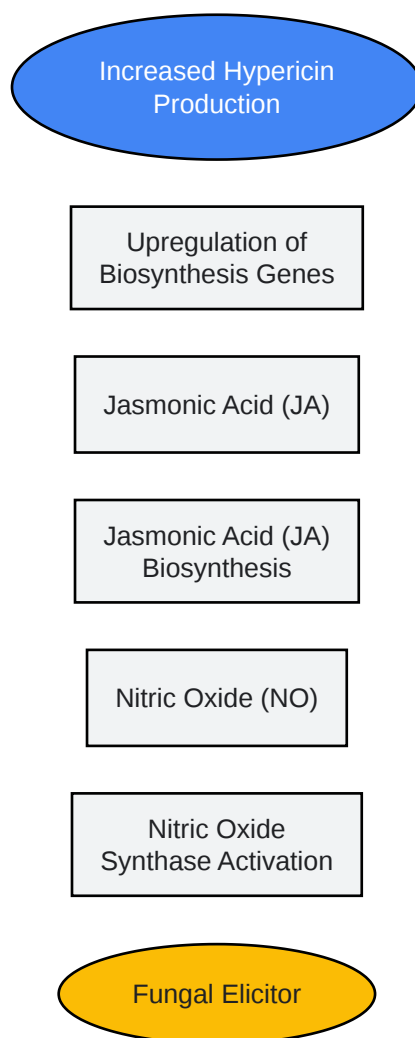 Increased Hypericin
Production
Upregulation of
Biosynthesis Genes
Jasmonic Acid (JA)
Jasmonic Acid (JA)
Biosynthesis
Nitric Oxide (NO)
Nitric Oxide
Synthase Activation
Fungal Elicitor